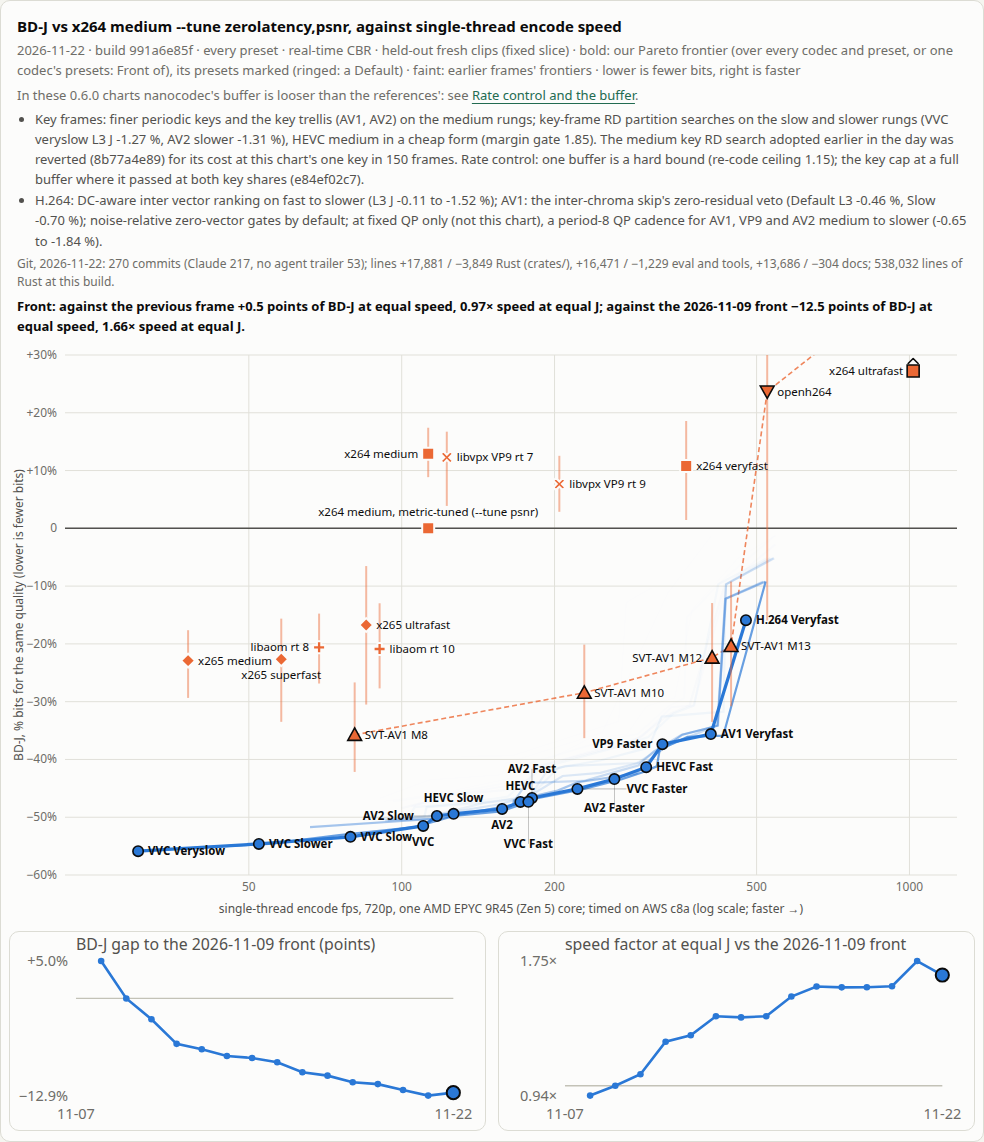 BD-J vs x264 medium --tune zerolatency,psnr, against single-thread encode speed
2026-11-22 · build 991a6e85f · every preset · real-time CBR · held-out fresh clips (fixed slice) · bold: our Pareto frontier (over every codec and preset, or one
codec's presets: Front of), its presets marked (ringed: a Default) · faint: earlier frames' frontiers · lower is fewer bits, right is faster
In these 0.6.0 charts nanocodec's buffer is looser than the references': see Rate control and the buffer.
• Key frames: finer periodic keys and the key trellis (AV1, AV2) on the medium rungs; key-frame RD partition searches on the slow and slower rungs (VVC
veryslow L3 J -1.27 %, AV2 slower -1.31 %), HEVC medium in a cheap form (margin gate 1.85). The medium key RD search adopted earlier in the day was
reverted (8b77a4e89) for its cost at this chart's one key in 150 frames. Rate control: one buffer is a hard bound (re-code ceiling 1.15); the key cap at a full
buffer where it passed at both key shares (e84ef02c7).
• H.264: DC-aware inter vector ranking on fast to slower (L3 J -0.11 to -1.52 %); AV1: the inter-chroma skip's zero-residual veto (Default L3 -0.46 %, Slow
-0.70 %); noise-relative zero-vector gates by default; at fixed QP only (not this chart), a period-8 QP cadence for AV1, VP9 and AV2 medium to slower (-0.65
to -1.84 %).
Git, 2026-11-22: 270 commits (Claude 217, no agent trailer 53); lines +17,881 / −3,849 Rust (crates/), +16,471 / −1,229 eval and tools, +13,686 / −304 docs; 538,032 lines of
Rust at this build.
Front: against the previous frame +0.5 points of BD-J at equal speed, 0.97× speed at equal J; against the 2026-11-09 front −12.5 points of BD-J at
equal speed, 1.66× speed at equal J.
+30%
x264 ultrafast
openh264
+20%
x264 medium
libvpx VP9 rt 7
+10%
x264 veryfast
libvpx VP9 rt 9
x264 medium, metric-tuned (--tune psnr)
0
BD-J, % bits for the same quality (lower is fewer bits)
−10%
x265 ultrafast
H.264 Veryfast
−20%
libaom rt 8
libaom rt 10
SVT-AV1 M13
x265 medium
SVT-AV1 M12
x265 superfast
SVT-AV1 M10
−30%
SVT-AV1 M8
AV1 Veryfast
VP9 Faster
−40%
AV2 Fast
HEVC Fast
HEVC
VVC Faster
HEVC Slow
AV2 Faster
AV2 Slow
−50%
AV2
VVC Slow
VVC
VVC Fast
VVC Slower
VVC Veryslow
−60%
50
100
200
500
1000
single-thread encode fps, 720p, one AMD EPYC 9R45 (Zen 5) core; timed on AWS c8a (log scale; faster →)
BD-J gap to the 2026-11-09 front (points)
+5.0%
−12.9%
11-07
11-22
speed factor at equal J vs the 2026-11-09 front
1.75×
0.94×
11-07
11-22